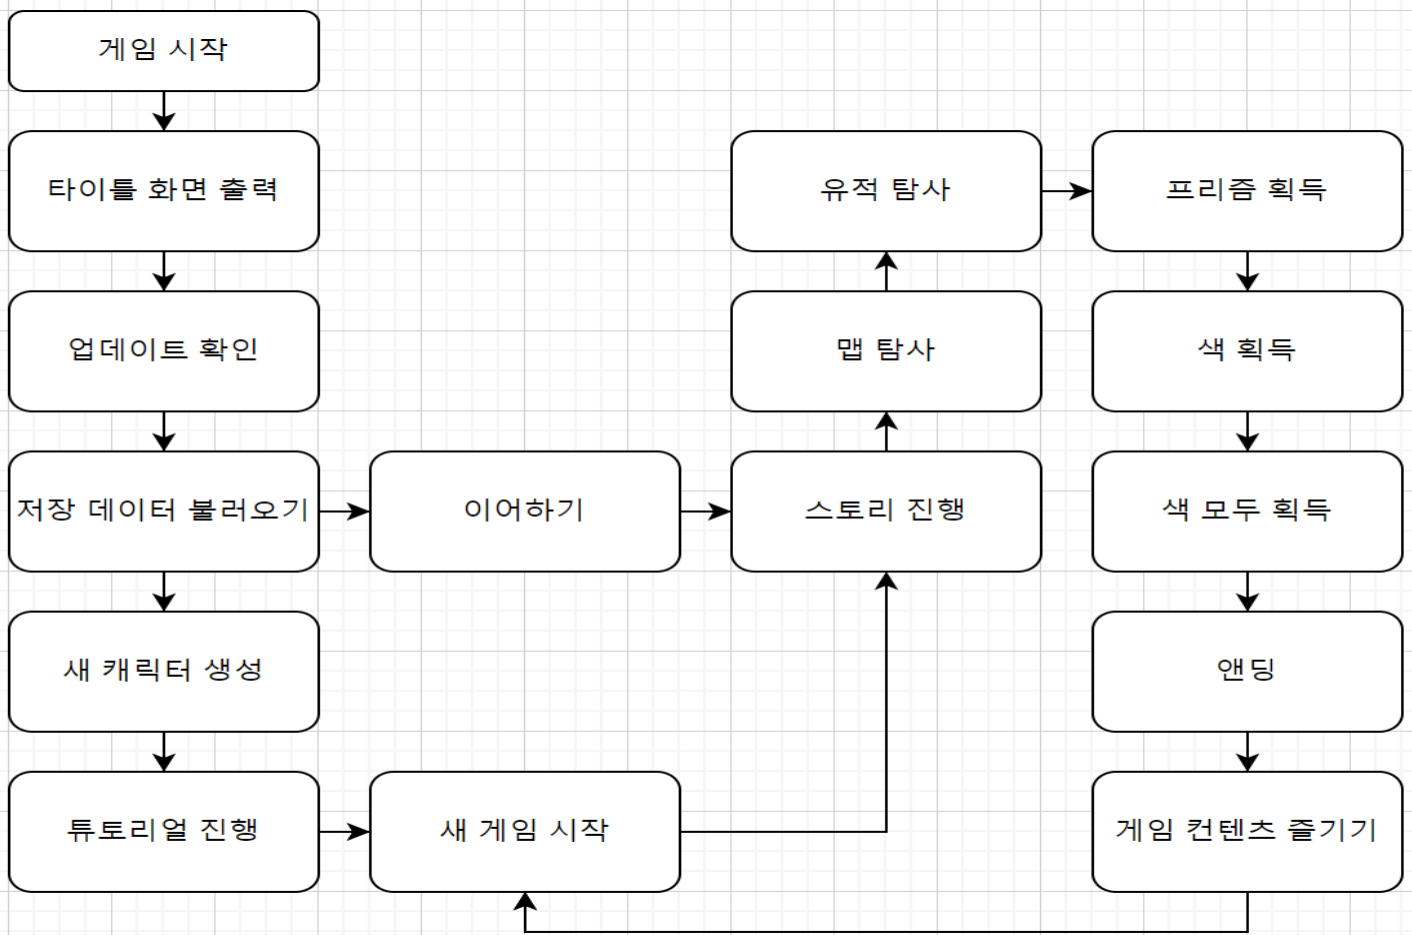 게임 시작
타이틀 화면 출력
업데이트 확인
저장 데이터 불러오기
이어하기
새 캐릭터 생성
튜토리얼 진행
새 게임 시작
스토리 진행
맵 탐사
유적 탐사
프리즘 획득
색 획득
색 모두 획득
앤딩
게임 컨텐츠 즐기기